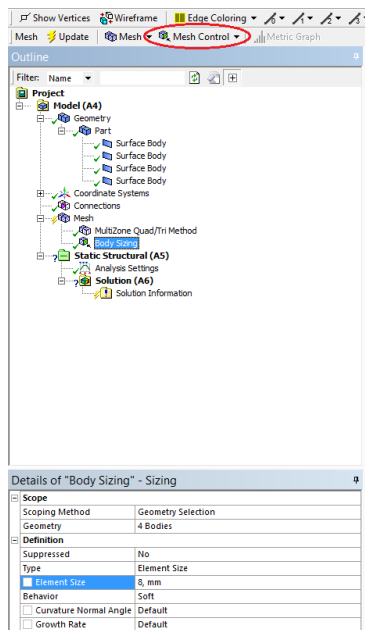 Show Vertices Wireframe Edge Coloring
Mesh Update Mesh Mesh Control Metric Graph
Outline
Filter: Name
Project
Model (A4)
Geometry
Part
Surface Body
Surface Body
Surface Body
Surface Body
Coordinate Systems
Connections
Mesh
MultiZone Quad/Tri Method
Body Sizing
Static Structural (A5)
Analysis Settings
Solution (A6)
Solution Information
Details of "Body Sizing" - Sizing
Scope
Scoping Method Geometry Selection
Geometry 4 Bodies
Definition
Suppressed No
Type Element Size
Element Size 8, mm
Behavior Soft
Curvature Normal Angle Default
Growth Rate Default